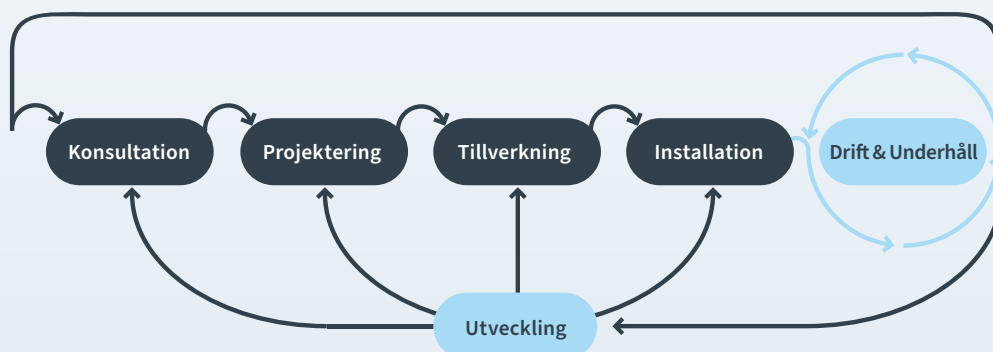 Konsultation
Projektering
Tillverkning
Installation
Drift & Underhåll
Utveckling